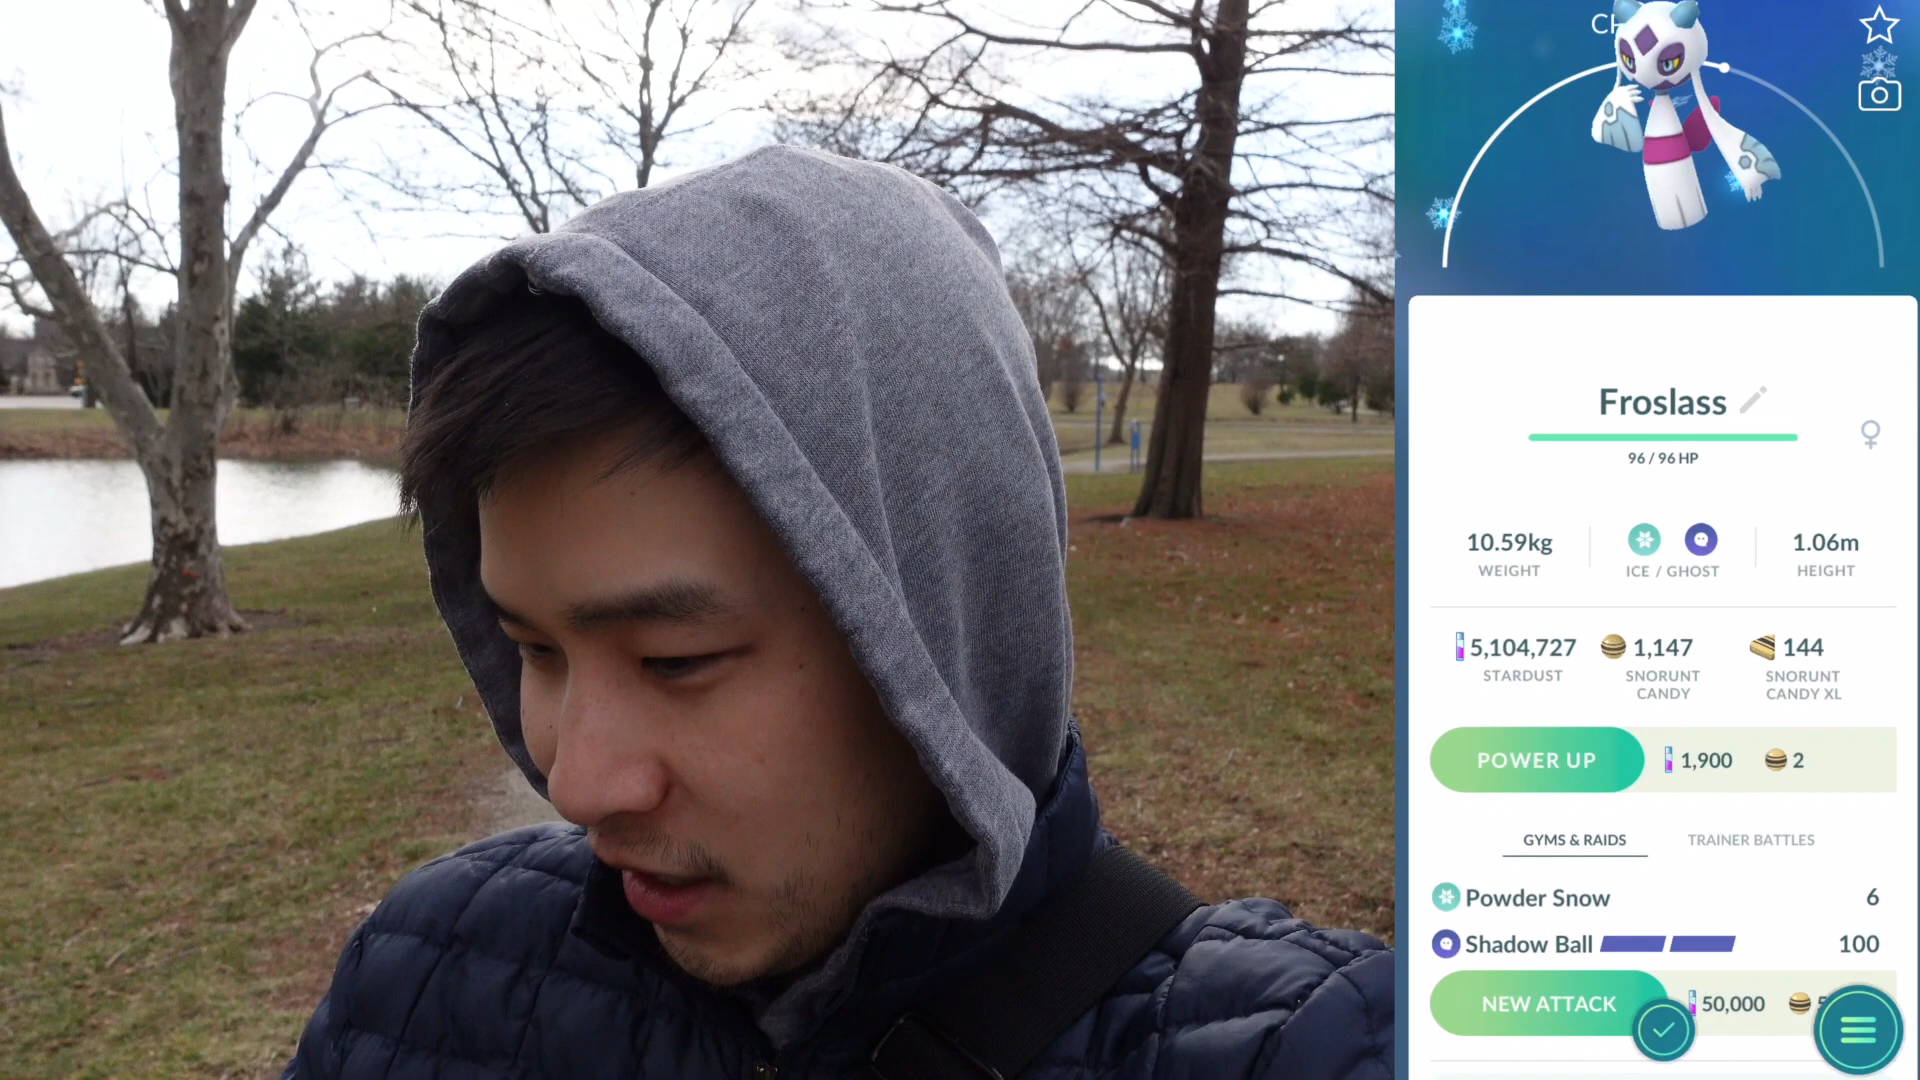 Froslass
96 / 96 HP
10.59kg
WEIGHT
ICE / GHOST
1.06m
HEIGHT
5,104,727
STARDUST
1,147
SNORUNT
CANDY
144
SNORUNT
CANDY XL
POWER UP 1,900 2
GYMS & RAIDS TRAINER BATTLES
Powder Snow 6
Shadow Ball 100
NEW ATTACK 50,000